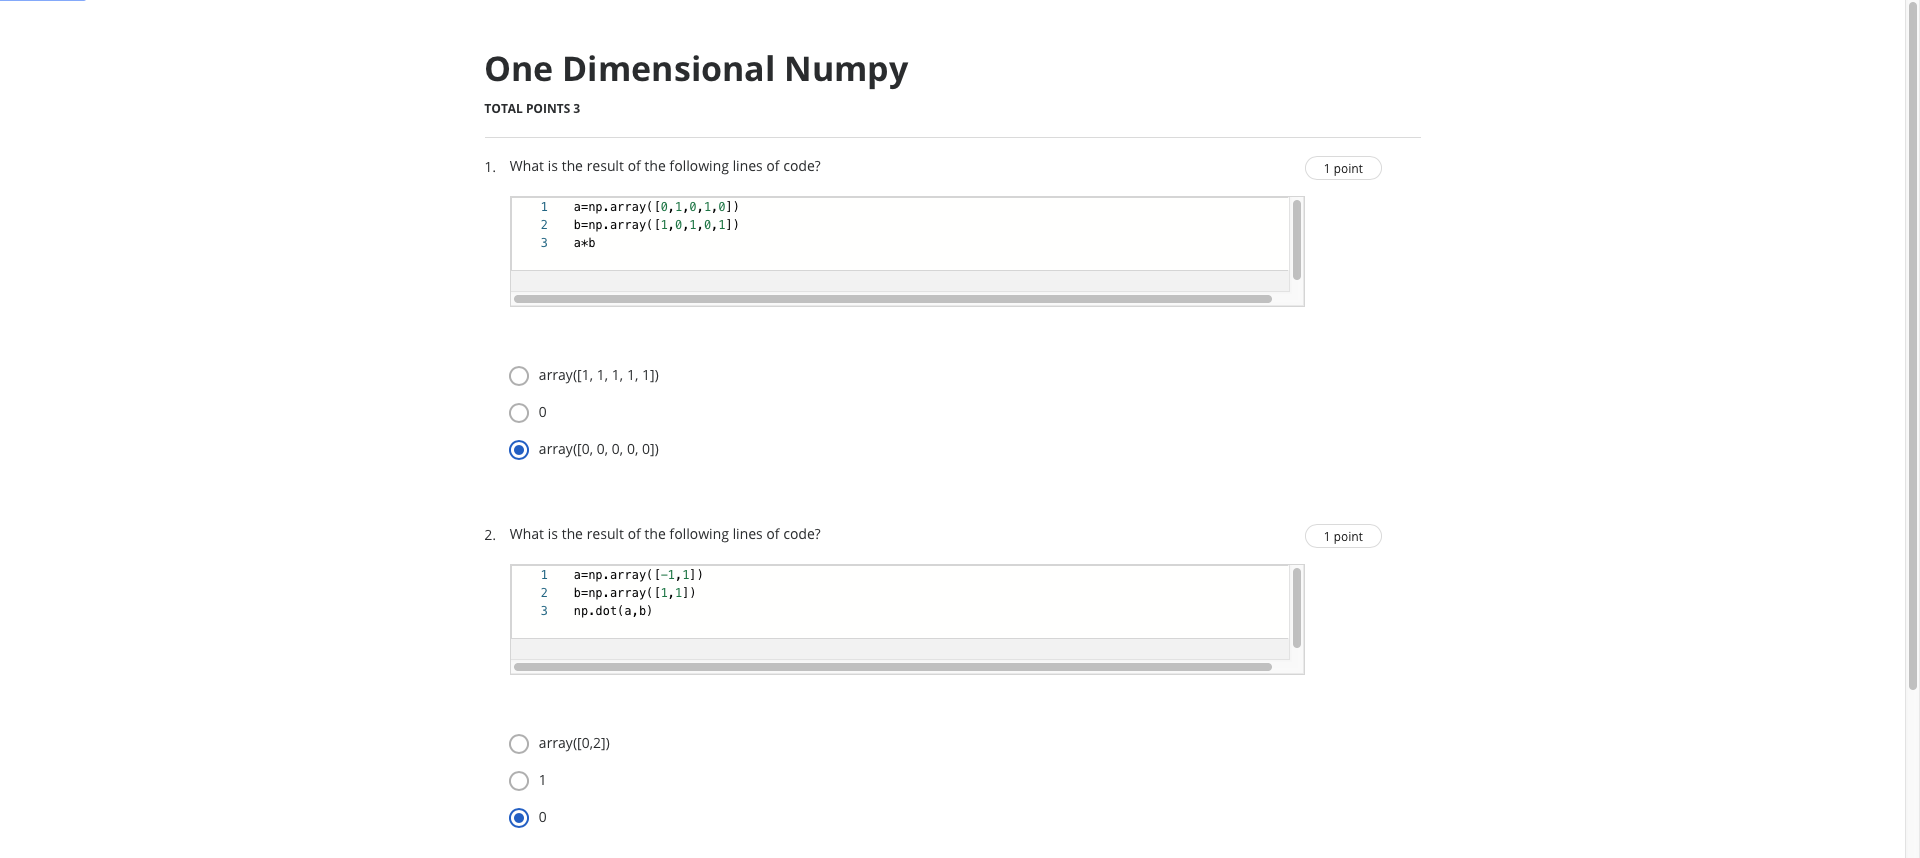 One Dimensional Numpy
TOTAL POINTS 3
1. What is the result of the following lines of code?
1 point
1 a=np.array([0,1,0,1,0])
2 b=np.array([1,0,1,0,1])
3 a*b
array([1, 1, 1, 1, 1])
0
array([0, 0, 0, 0, 0])
2. What is the result of the following lines of code?
1 point
1 a=np.array([-1,1])
2 b=np.array([1,1])
3 np.dot(a,b)
array([0,2])
1
0